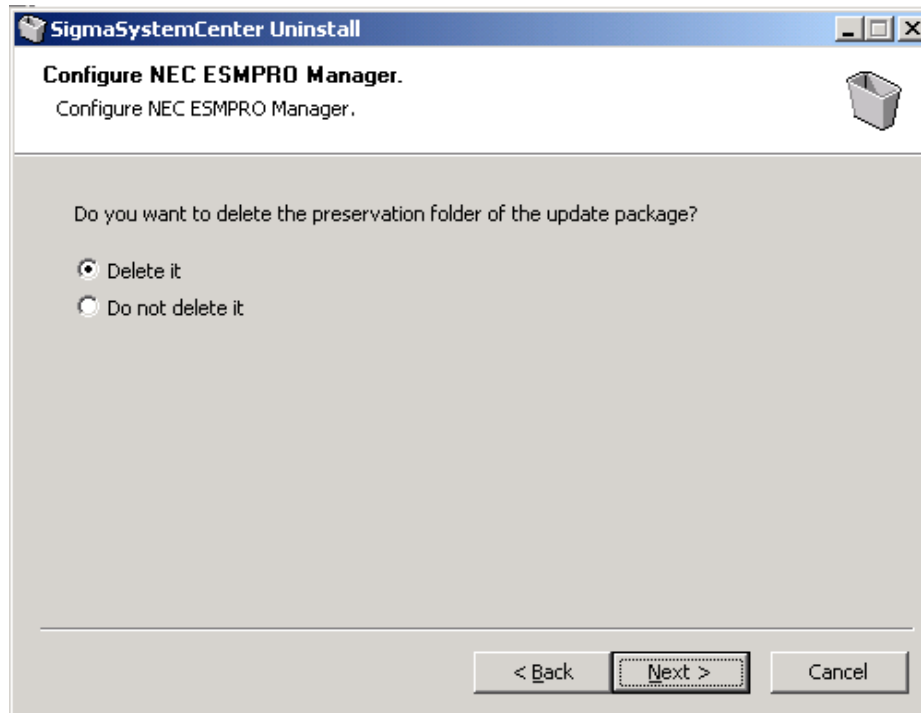 SigmaSystemCenter Uninstall
Configure NEC ESMPRO Manager.
Configure NEC ESMPRO Manager.
Do you want to delete the preservation folder of the update package?
Delete it
Do not delete it
< Back
Next >
Cancel